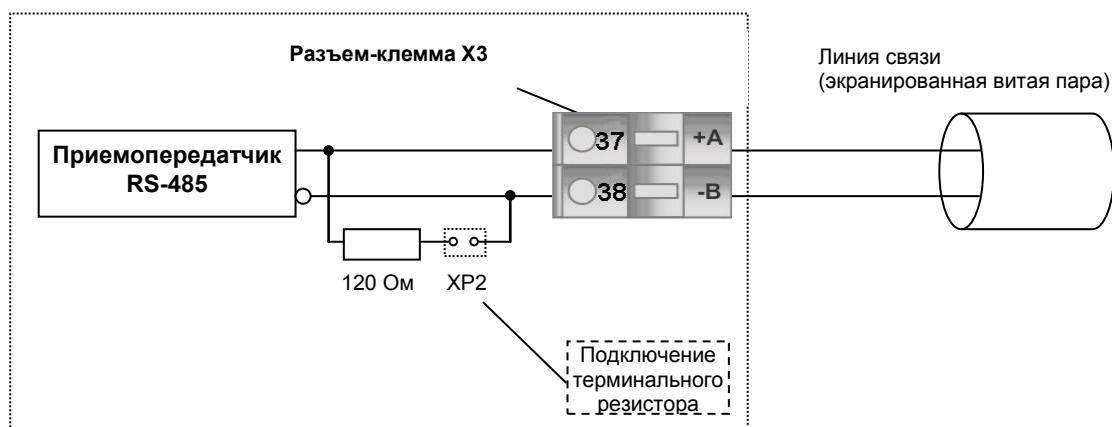 Разъем-клемма X3
Линия связи
(экранированная витая пара)
Приемопередатчик
RS-485
37
+A
38
-B
120 Ом
XP2
Подключение
терминального
резистора